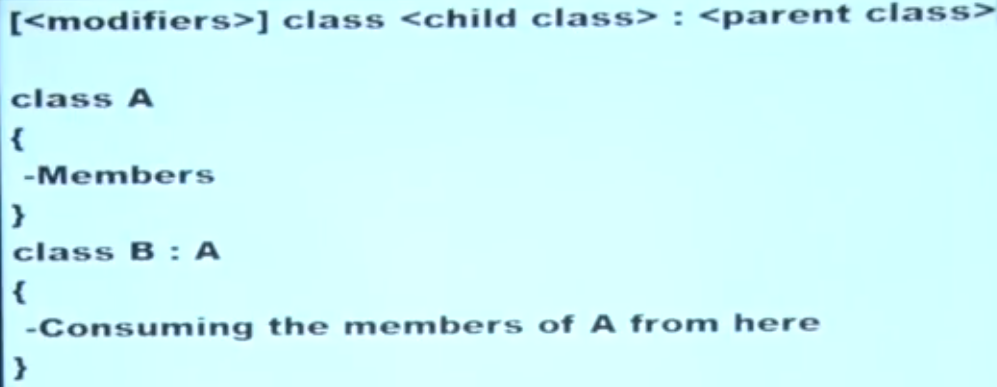 [<modifiers>] class <child class> : <parent class>
class A
{
-Members
}
class B : A
{
-Consuming the members of A from here
}